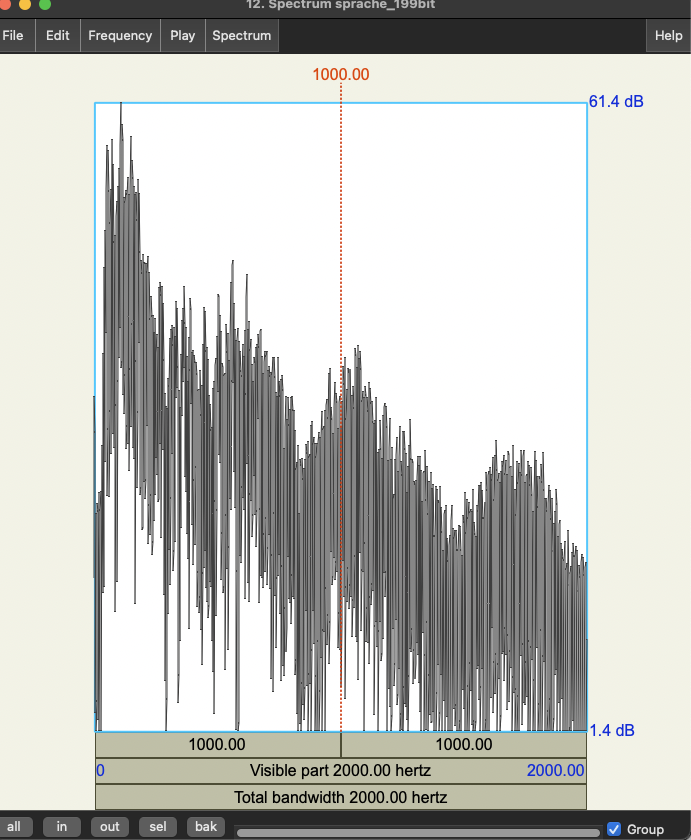 12. Spectrum sprache_199bit
File Edit Frequency Play Spectrum Help
1000.00
61.4 dB
1.4 dB
1000.00 1000.00
0 Visible part 2000.00 hertz 2000.00
Total bandwidth 2000.00 hertz
all in out sel bak Group